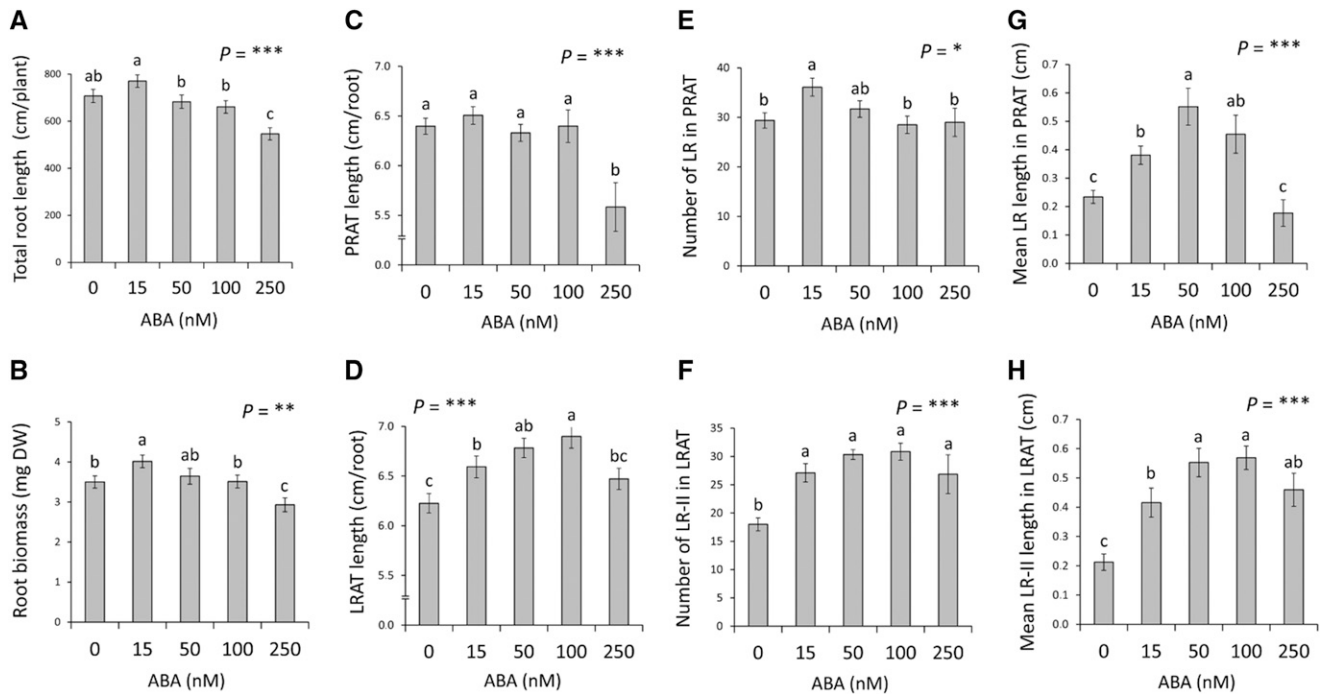 A
P = ***
ab
a
b
b
c
800
600
400
200
0
Total root length (cm/plant)
0 15 50 100 250
ABA (nM)
C
P = ***
a
a
a
a
b
7.0
6.5
6.0
5.5
6.0
PRAT length (cm/root)
0 15 50 100 250
ABA (nM)
E
P = *
b
a
ab
b
b
40
30
20
10
0
Number of LR in PRAT
0 15 50 100 250
ABA (nM)
G
P = ***
c
b
a
ab
c
0.7
0.6
0.5
0.4
0.3
0.2
0.1
0.0
Mean LR length in PRAT (cm)
0 15 50 100 250
ABA (nM)
B
P = **
b
a
ab
b
c
5
4
3
2
1
0
Root biomass (mg DW)
0 15 50 100 250
ABA (nM)
D
P = ***
c
b
ab
a
bc
7.0
6.5
6.0
5.5
0.0
LRAT length (cm/root)
0 15 50 100 250
ABA (nM)
F
P = ***
b
a
a
a
a
40
35
30
25
20
15
10
5
0
Number of LR-II in LRAT
0 15 50 100 250
ABA (nM)
H
P = ***
c
b
a
a
ab
0.7
0.6
0.5
0.4
0.3
0.2
0.1
0.0
Mean LR-II length in LRAT (cm)
0 15 50 100 250
ABA (nM)